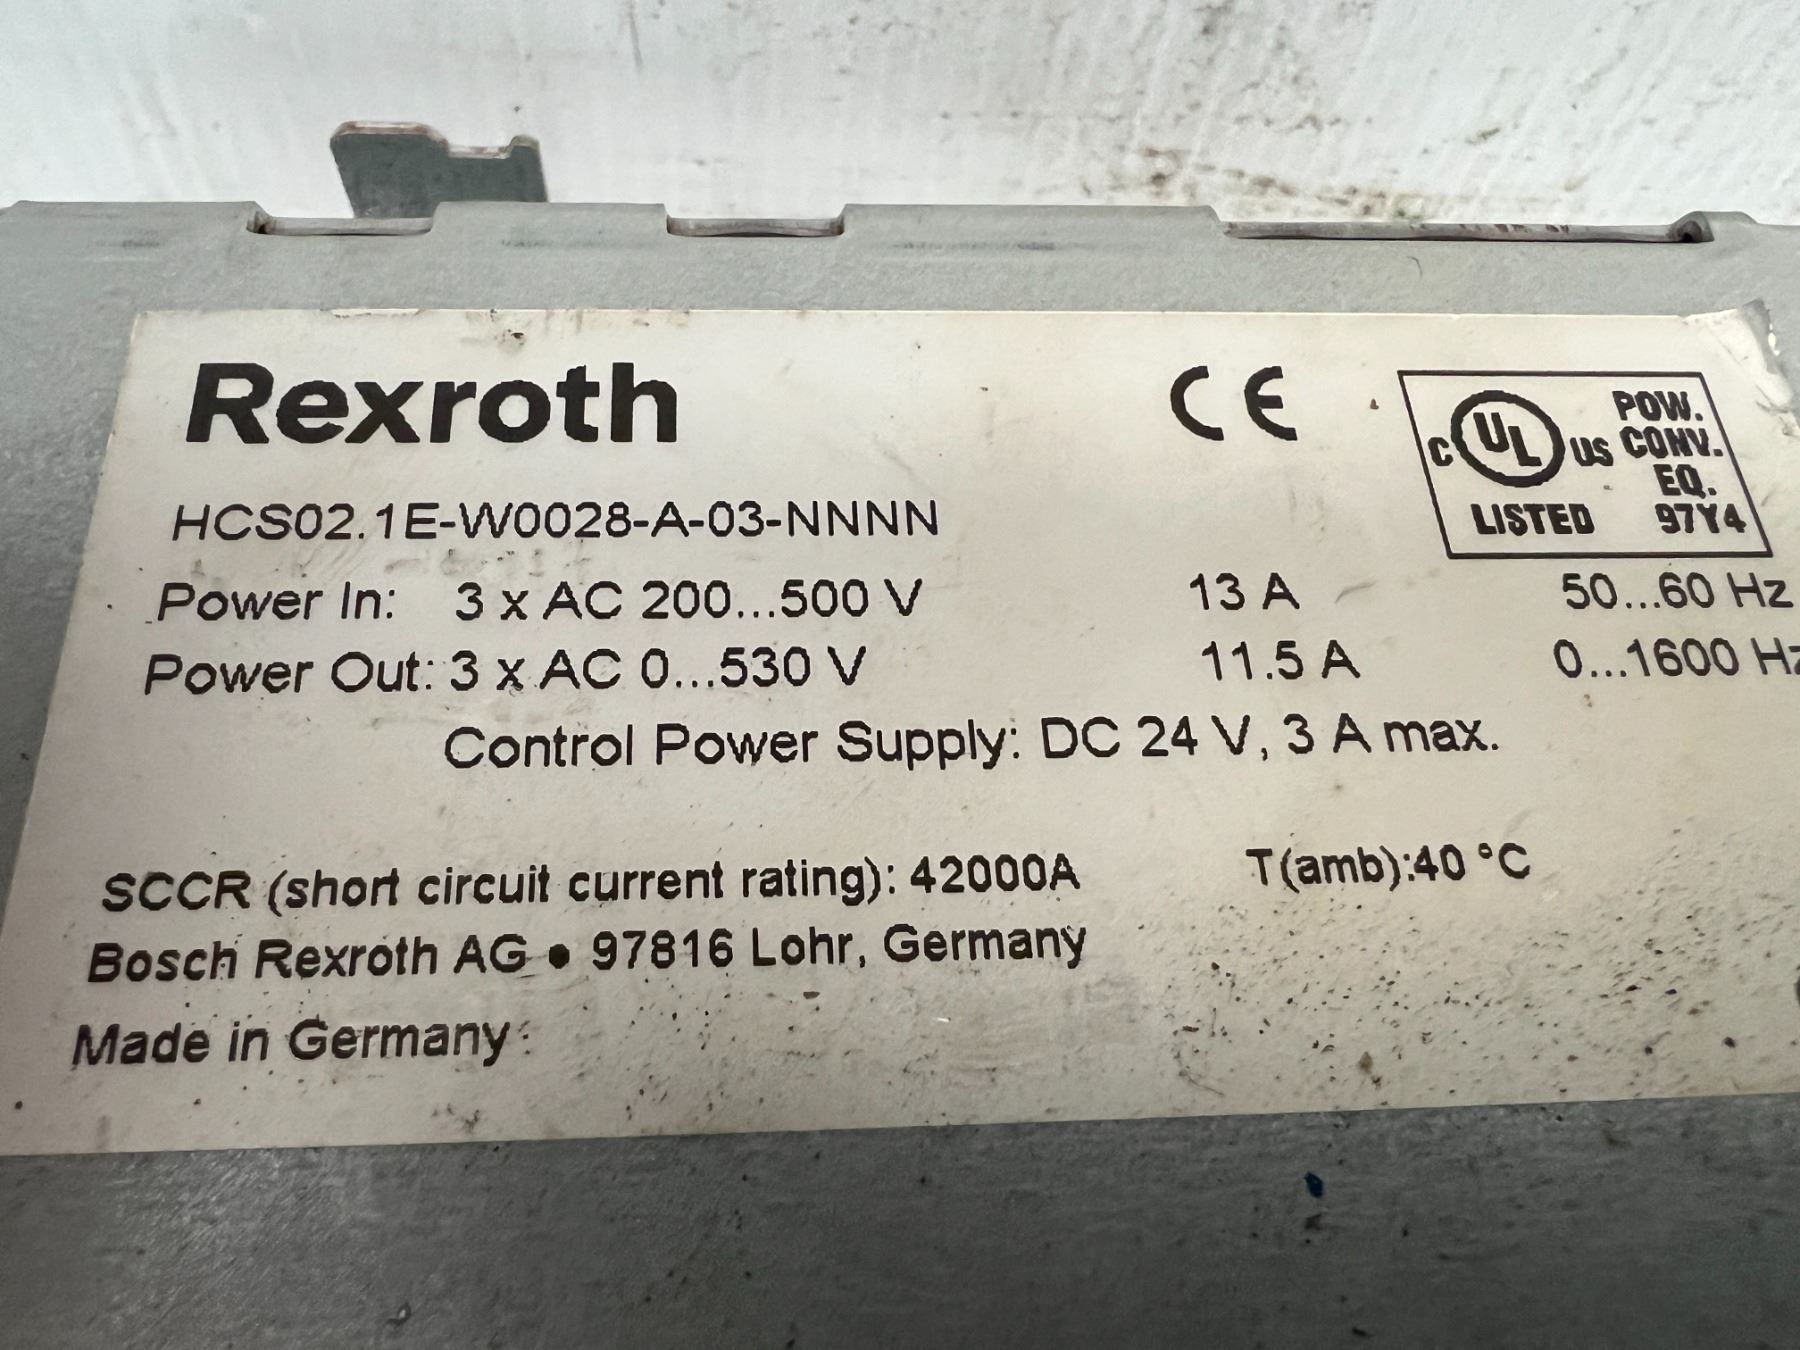 Rexroth
CE
C UL US
LISTED
POW.
CONV.
EQ.
97Y4
HCS02.1E-W0028-A-03-NNNN
Power In: 3 x AC 200...500 V 13 A 50...60 Hz
Power Out: 3 x AC 0...530 V 11.5 A 0...1600 Hz
Control Power Supply: DC 24 V, 3 A max.
SCCR (short circuit current rating): 42000A T(amb):40 °C
Bosch Rexroth AG • 97816 Lohr, Germany
Made in Germany